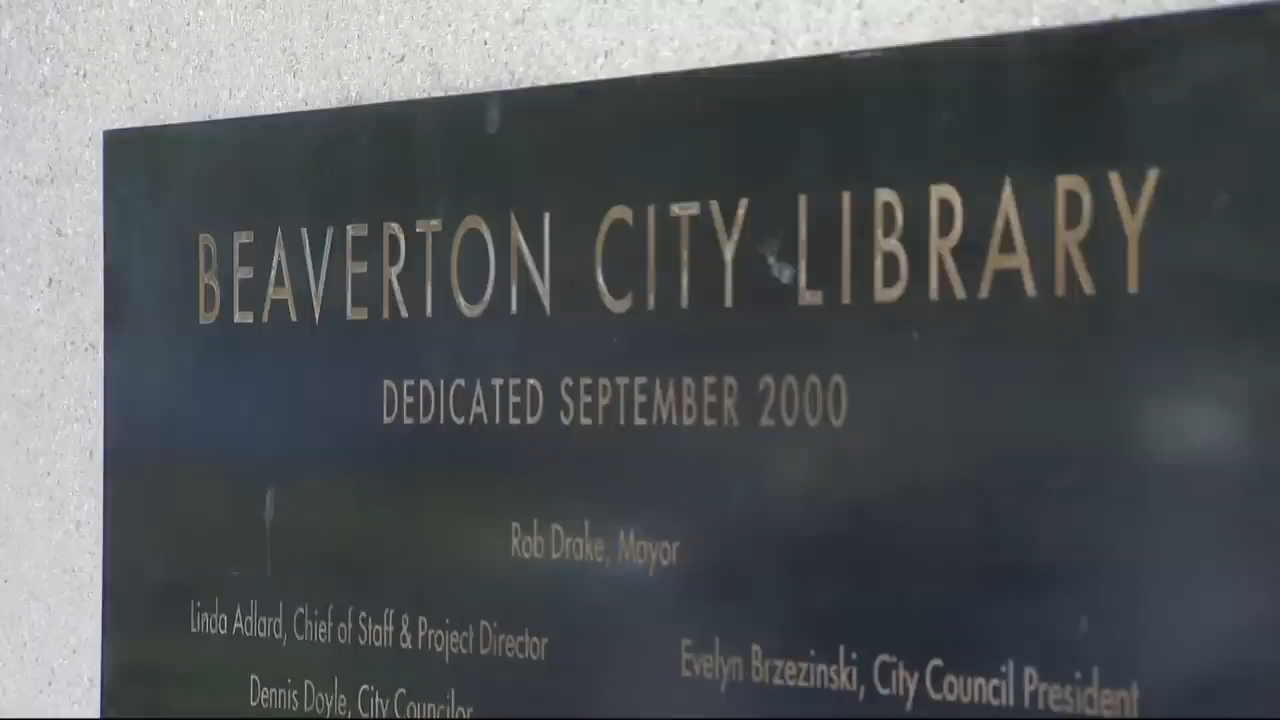 BEAVERTON CITY LIBRARY
DEDICATED SEPTEMBER 2000
Rob Drake, Mayor
Linda Adlard, Chief of Staff & Project Director
Evelyn Brzezinski, City Council President
Dennis Doyle, City Councilor